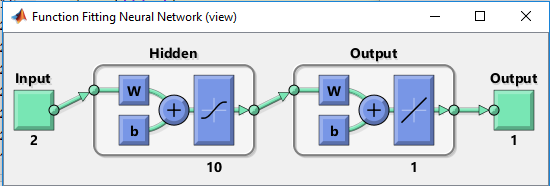 Function Fitting Neural Network (view)
Hidden
Output
Input
W
b
+
W
b
+
Output
2
10
1
1